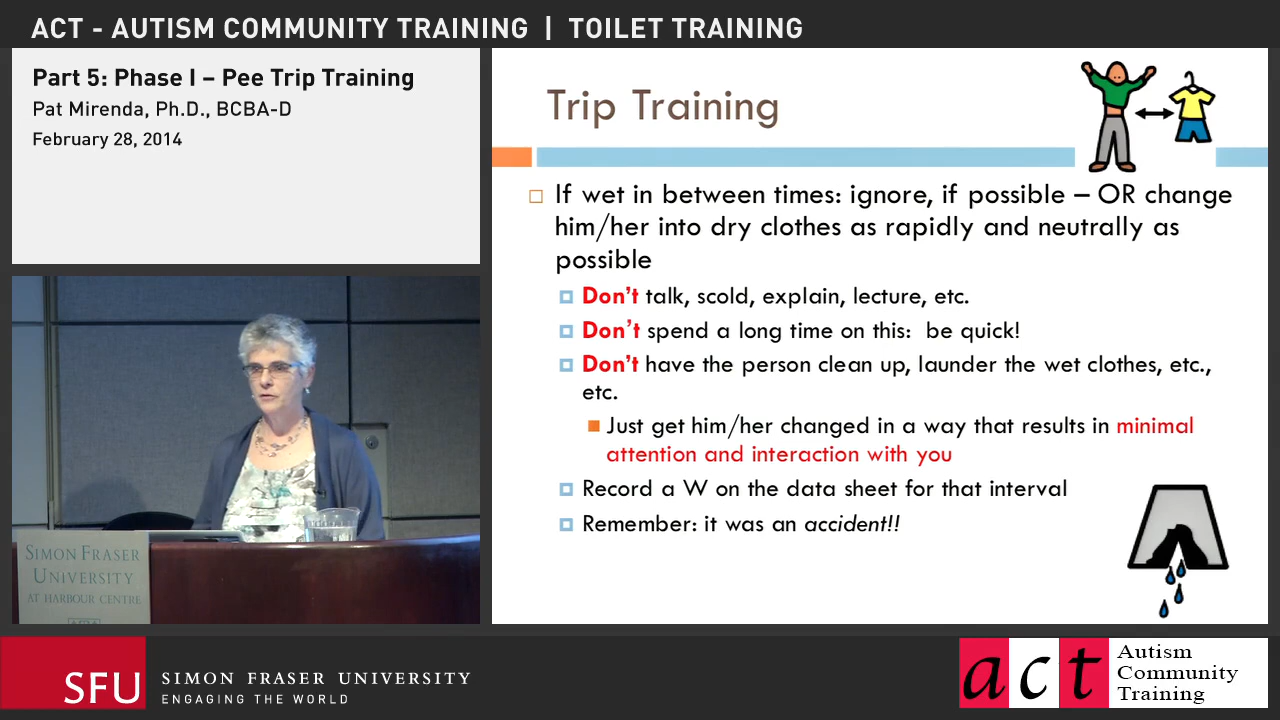 ACT - AUTISM COMMUNITY TRAINING | TOILET TRAINING
Part 5: Phase I – Pee Trip Training
Pat Mirenda, Ph.D., BCBA-D
February 28, 2014
Trip Training
If wet in between times: ignore, if possible – OR change
him/her into dry clothes as rapidly and neutrally as
possible
Don't talk, scold, explain, lecture, etc.
Don't spend a long time on this: be quick!
Don't have the person clean up, launder the wet clothes, etc.,
etc.
Just get him/her changed in a way that results in minimal
attention and interaction with you
Record a W on the data sheet for that interval
Remember: it was an accident!!
SIMON FRASER
UNIVERSITY
AT HARBOUR CENTRE
SFU
SIMON FRASER UNIVERSITY
ENGAGING THE WORLD
act
Autism
Community
Training